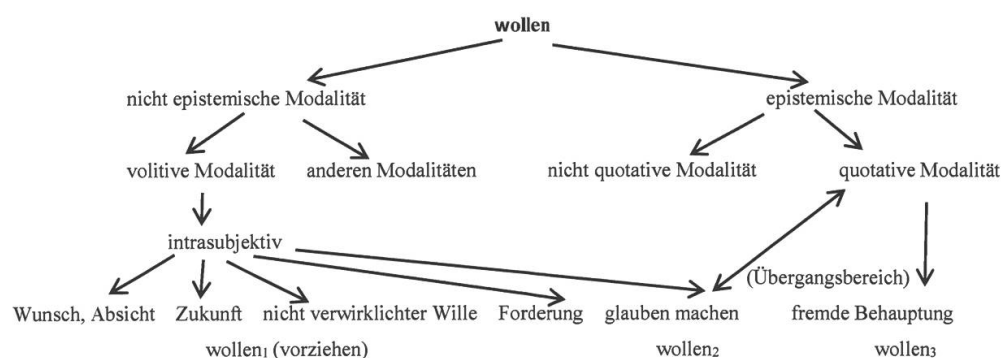 wollen
nicht epistemische Modalität epistemische Modalität
volitive Modalität anderen Modalitäten nicht quotative Modalität quotative Modalität
intrasubjektiv
(Übergangsbereich)
Wunsch, Absicht Zukunft nicht verwirklichter Wille Forderung glauben machen fremde Behauptung
wollen₁ (vorziehen) wollen₂ wollen₃